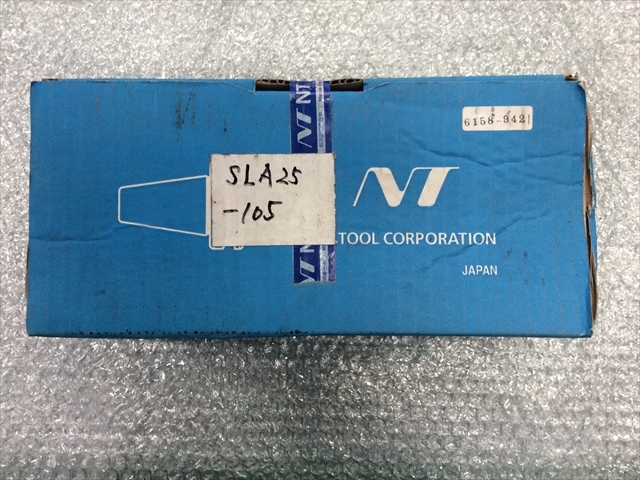 6158-942
SLA25
-105
NT
TOOL CORPORATION
JAPAN
NT